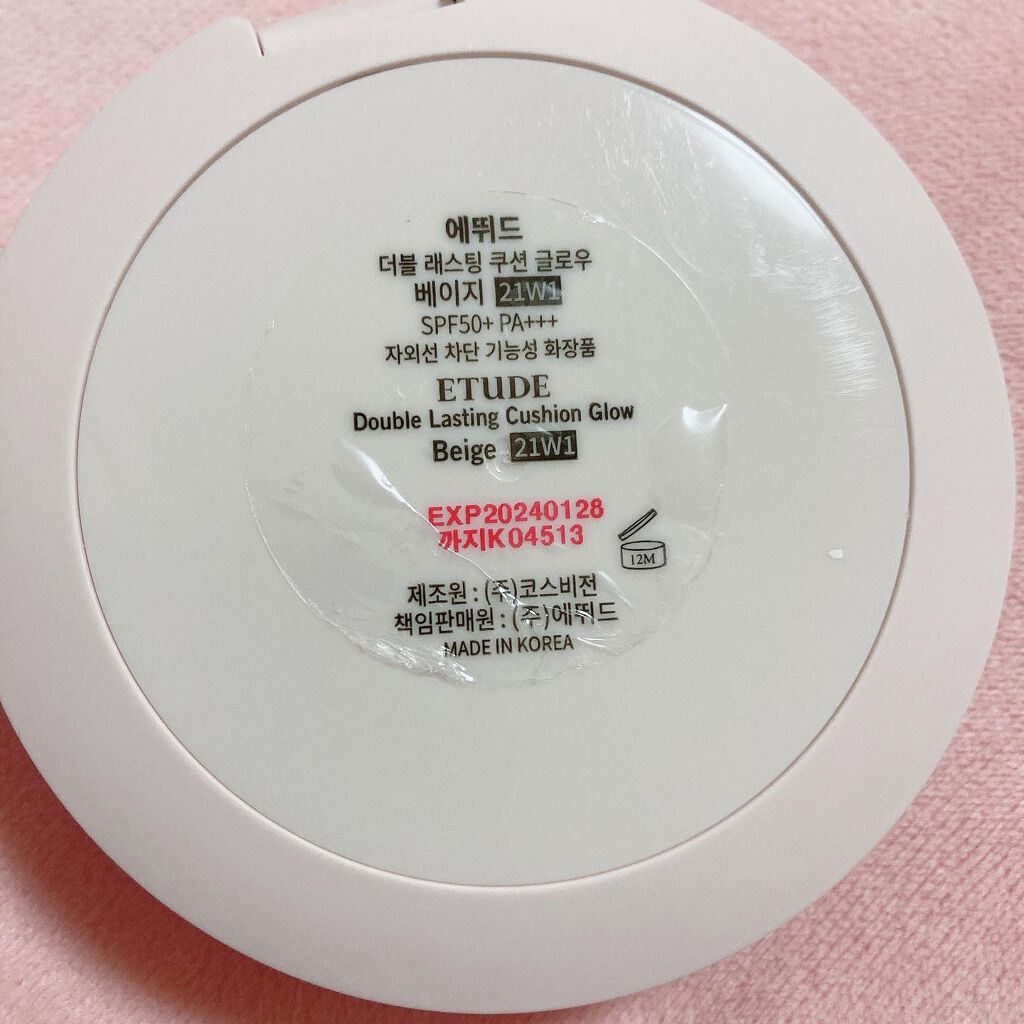 에뛰드
더블 래스팅 쿠션 글로우
베이지 21W1
SPF50+ PA+++
자외선 차단 기능성 화장품
ETUDE
Double Lasting Cushion Glow
Beige 21W1
EXP20240128
까지K04513
12M
제조원 : (주)코스비전
책임판매원 : (주)에뛰드
MADE IN KOREA